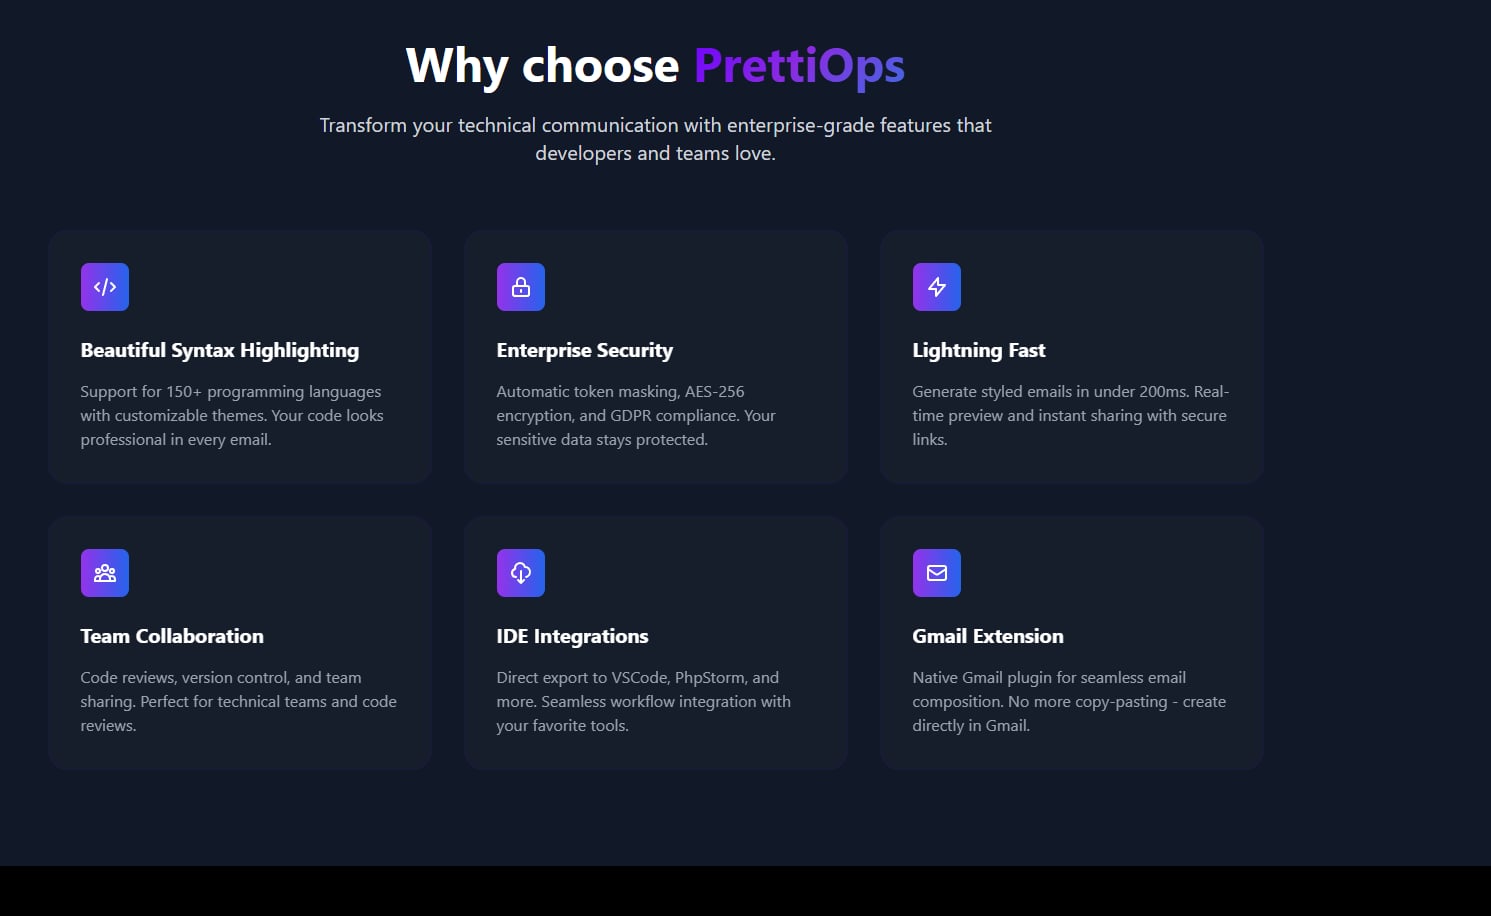 Why choose PrettiOps
Transform your technical communication with enterprise-grade features that
developers and teams love.
Beautiful Syntax Highlighting
Support for 150+ programming languages
with customizable themes. Your code looks
professional in every email.
Enterprise Security
Automatic token masking, AES-256
encryption, and GDPR compliance. Your
sensitive data stays protected.
Lightning Fast
Generate styled emails in under 200ms. Real-
time preview and instant sharing with secure
links.
Team Collaboration
Code reviews, version control, and team
sharing. Perfect for technical teams and code
reviews.
IDE Integrations
Direct export to VSCode, PhpStorm, and
more. Seamless workflow integration with
your favorite tools.
Gmail Extension
Native Gmail plugin for seamless email
composition. No more copy-pasting - create
directly in Gmail.